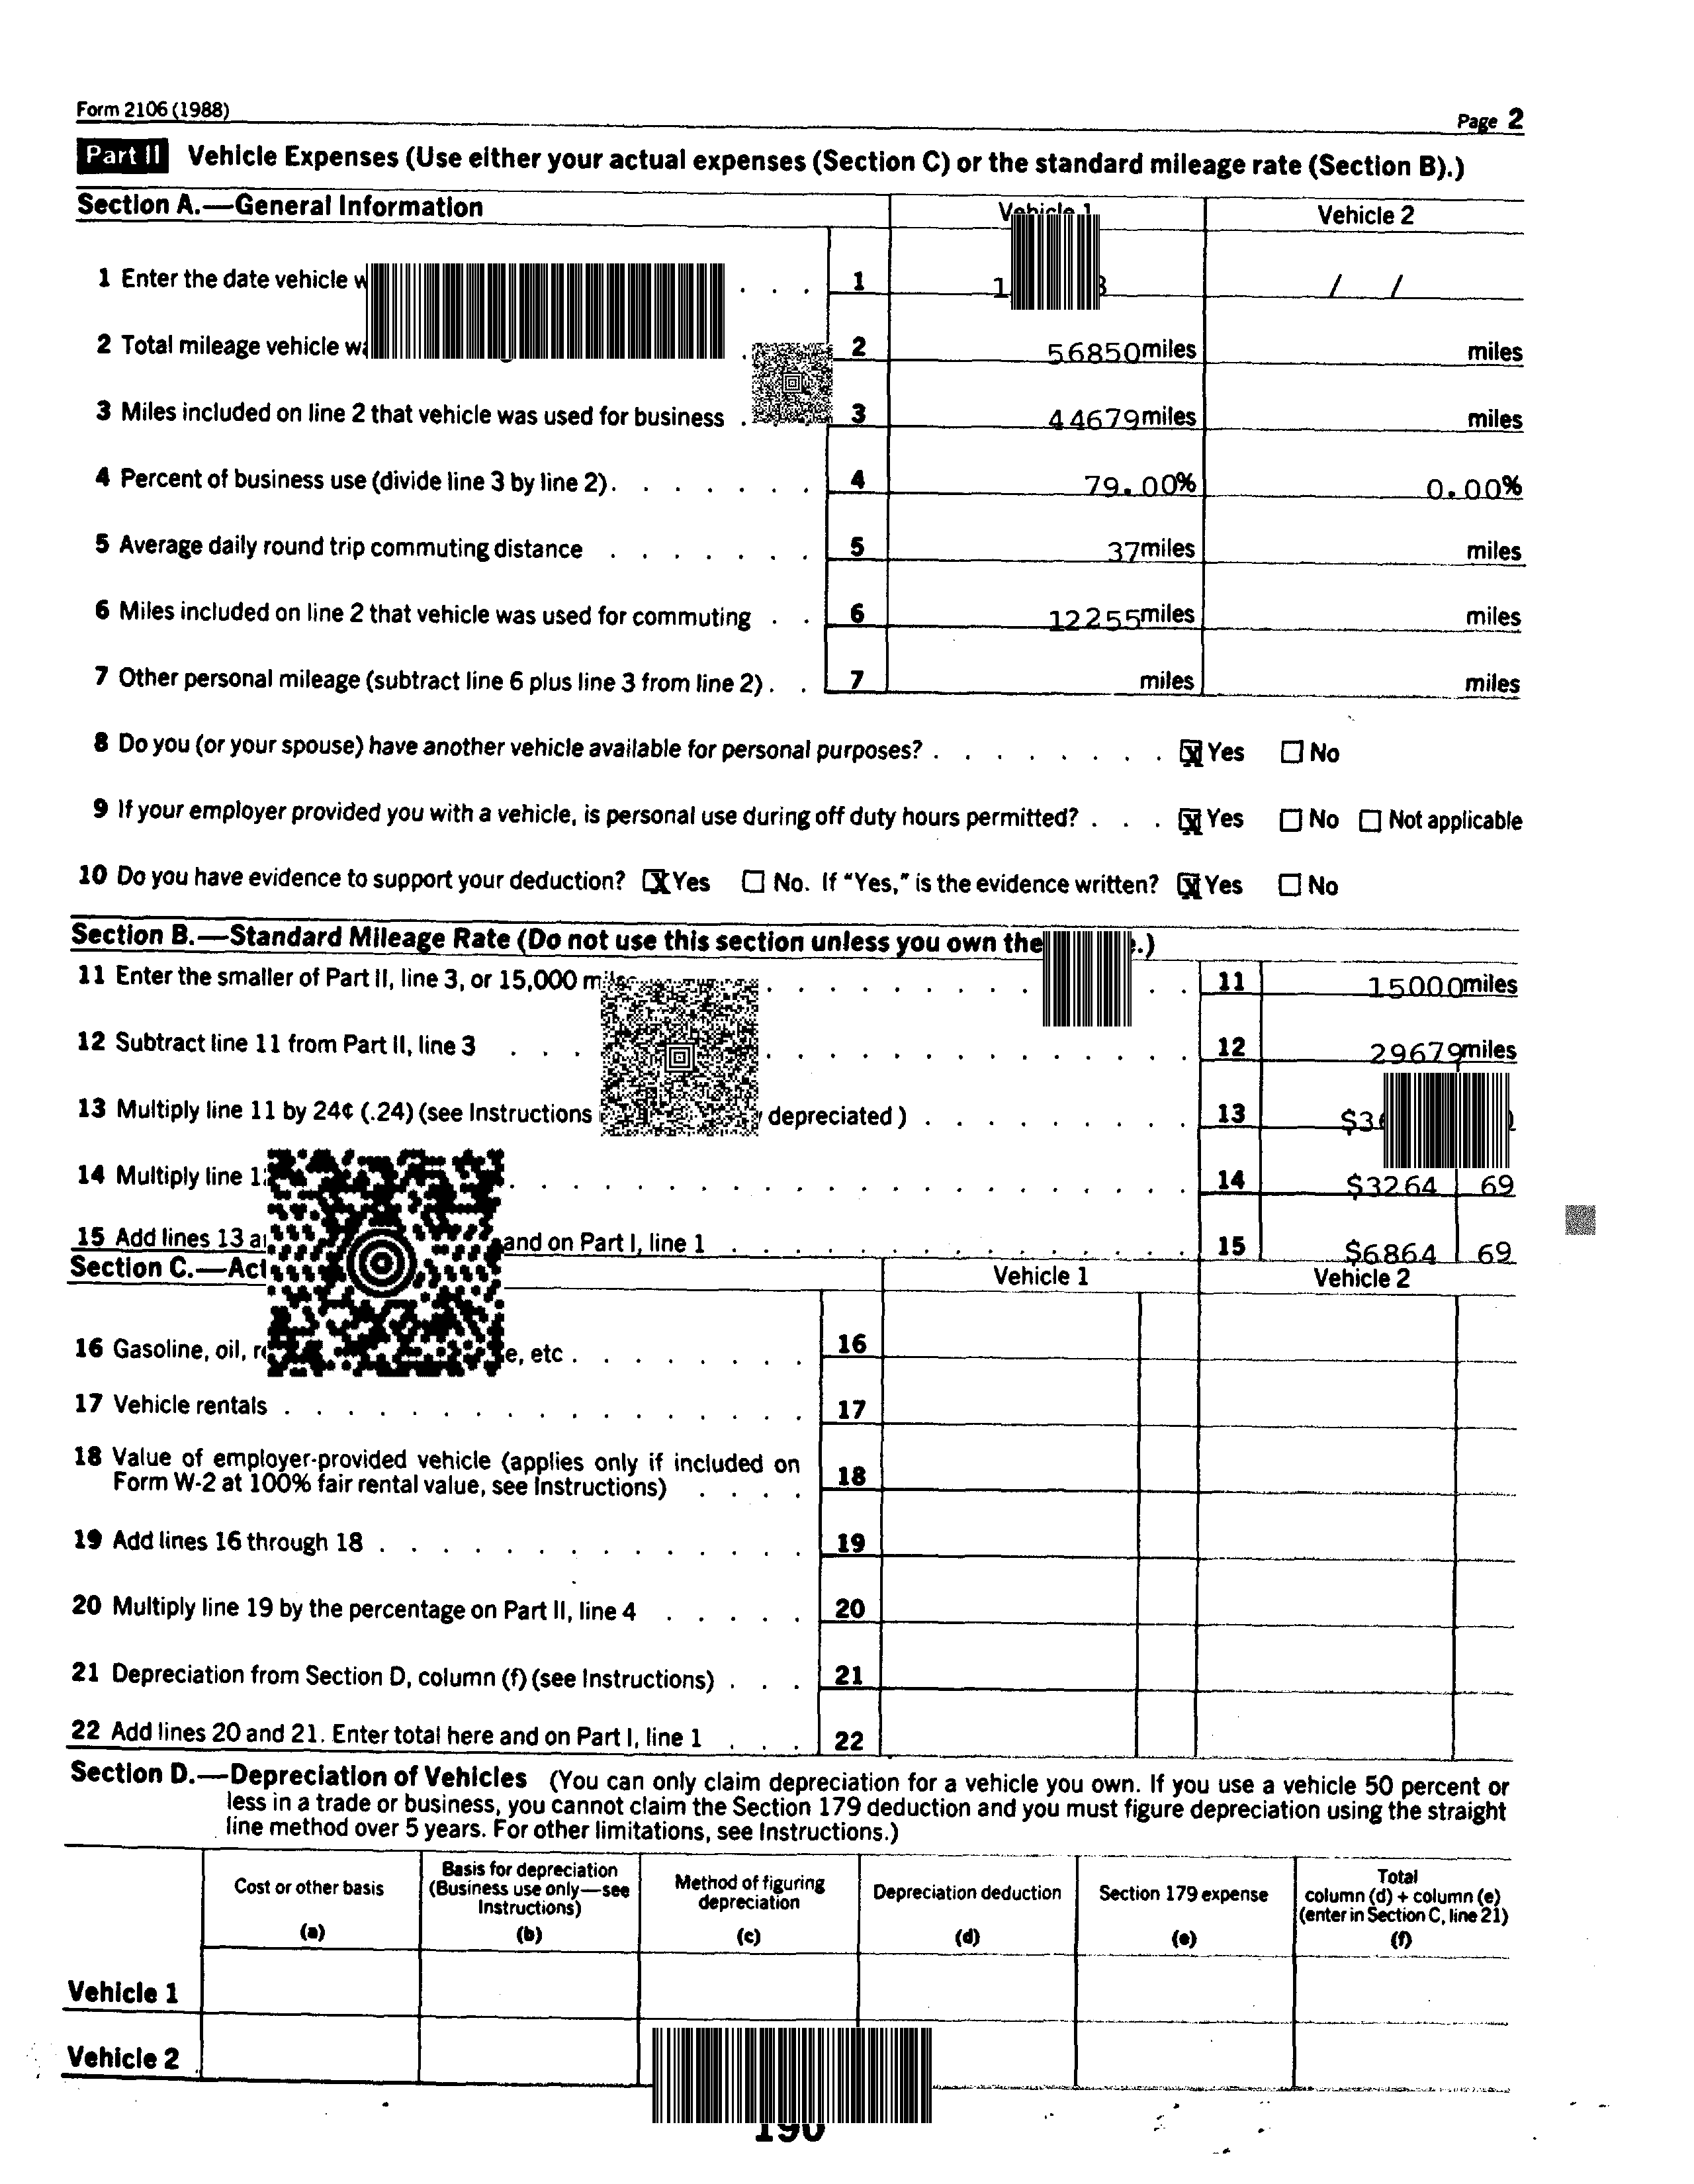 Form 2106 (1988)
Page 2
Part II Vehicle Expenses (Use either your actual expenses (Section C) or the standard mileage rate (Section B).)
Section A.—General Information
Vehicle 1
Vehicle 2
1 Enter the date vehicle . . . 1 / /
2 Total mileage vehicle . 2 56850 miles miles
3 Miles included on line 2 that vehicle was used for business . 3 44679 miles miles
4 Percent of business use (divide line 3 by line 2) . . . . . . . 4 79.00% 0.00%
5 Average daily round trip commuting distance . . . . . . . 5 37 miles miles
6 Miles included on line 2 that vehicle was used for commuting . . 6 12255 miles miles
7 Other personal mileage (subtract line 6 plus line 3 from line 2) . . 7 miles miles
8 Do you (or your spouse) have another vehicle available for personal purposes? . . . . . . . . X Yes No
9 If your employer provided you with a vehicle, is personal use during off duty hours permitted? . . . X Yes No Not applicable
10 Do you have evidence to support your deduction? X Yes No. If "Yes," is the evidence written? X Yes No
Section B.—Standard Mileage Rate (Do not use this section unless you own the .)
11 Enter the smaller of Part II, line 3, or 15,000 miles . . . . . . . . . . 11 15000 miles
12 Subtract line 11 from Part II, line 3 . . . . . . . . . . . . . . . . . 12 29679 miles
13 Multiply line 11 by 24¢ (.24) (see Instructions depreciated ) . . . . . . . . . 13
14 Multiply line . . . . . . . . . . . . . . . . . . . 14 $3264 69
15 Add lines 13 and on Part I, line 1 . . . . . . . . . . . . 15 $6864 69
Section C.—
Vehicle 1
Vehicle 2
16 Gasoline, oil, etc . . . . . . . 16
17 Vehicle rentals . . . . . . . . . . . . . . . . . 17
18 Value of employer-provided vehicle (applies only if included on
Form W-2 at 100% fair rental value, see Instructions) . . . . 18
19 Add lines 16 through 18 . . . . . . . . . . . . . . 19
20 Multiply line 19 by the percentage on Part II, line 4 . . . . . 20
21 Depreciation from Section D, column (f) (see Instructions) . . . 21
22 Add lines 20 and 21. Enter total here and on Part I, line 1 . . . 22
Section D.—Depreciation of Vehicles (You can only claim depreciation for a vehicle you own. If you use a vehicle 50 percent or
less in a trade or business, you cannot claim the Section 179 deduction and you must figure depreciation using the straight
line method over 5 years. For other limitations, see Instructions.)
Cost or other basis
(a)
Basis for depreciation
(Business use only—see
Instructions)
(b)
Method of figuring
depreciation
(c)
Depreciation deduction
(d)
Section 179 expense
(e)
Total
column (d) + column (e)
(enter in Section C, line 21)
(f)
Vehicle 1
Vehicle 2
190